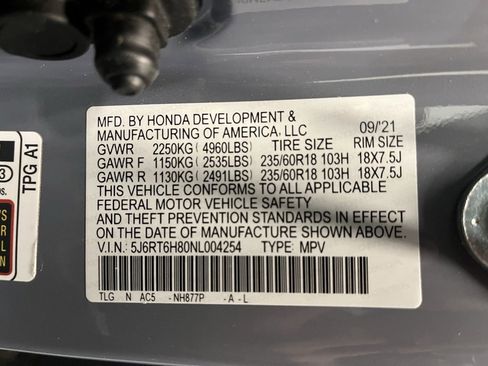 MFD. BY HONDA DEVELOPMENT &
MANUFACTURING OF AMERICA, LLC 09/'21
GVWR 2250KG ( 4960LBS) TIRE SIZE RIM SIZE
GAWR F 1150KG ( 2535LBS) 235/60R18 103H 18X7.5J
GAWR R 1130KG ( 2491LBS) 235/60R18 103H 18X7.5J
THIS VEHICLE CONFORMS TO ALL APPLICABLE
FEDERAL MOTOR VEHICLE SAFETY
AND THEFT PREVENTION STANDARDS IN EFFECT
ON THE DATE OF MANUFACTURE SHOWN ABOVE.
V.I.N.: 5J6RT6H80NL004254 TYPE: MPV
TLG N AC5 -NH877P -A-L
TPG A1
3